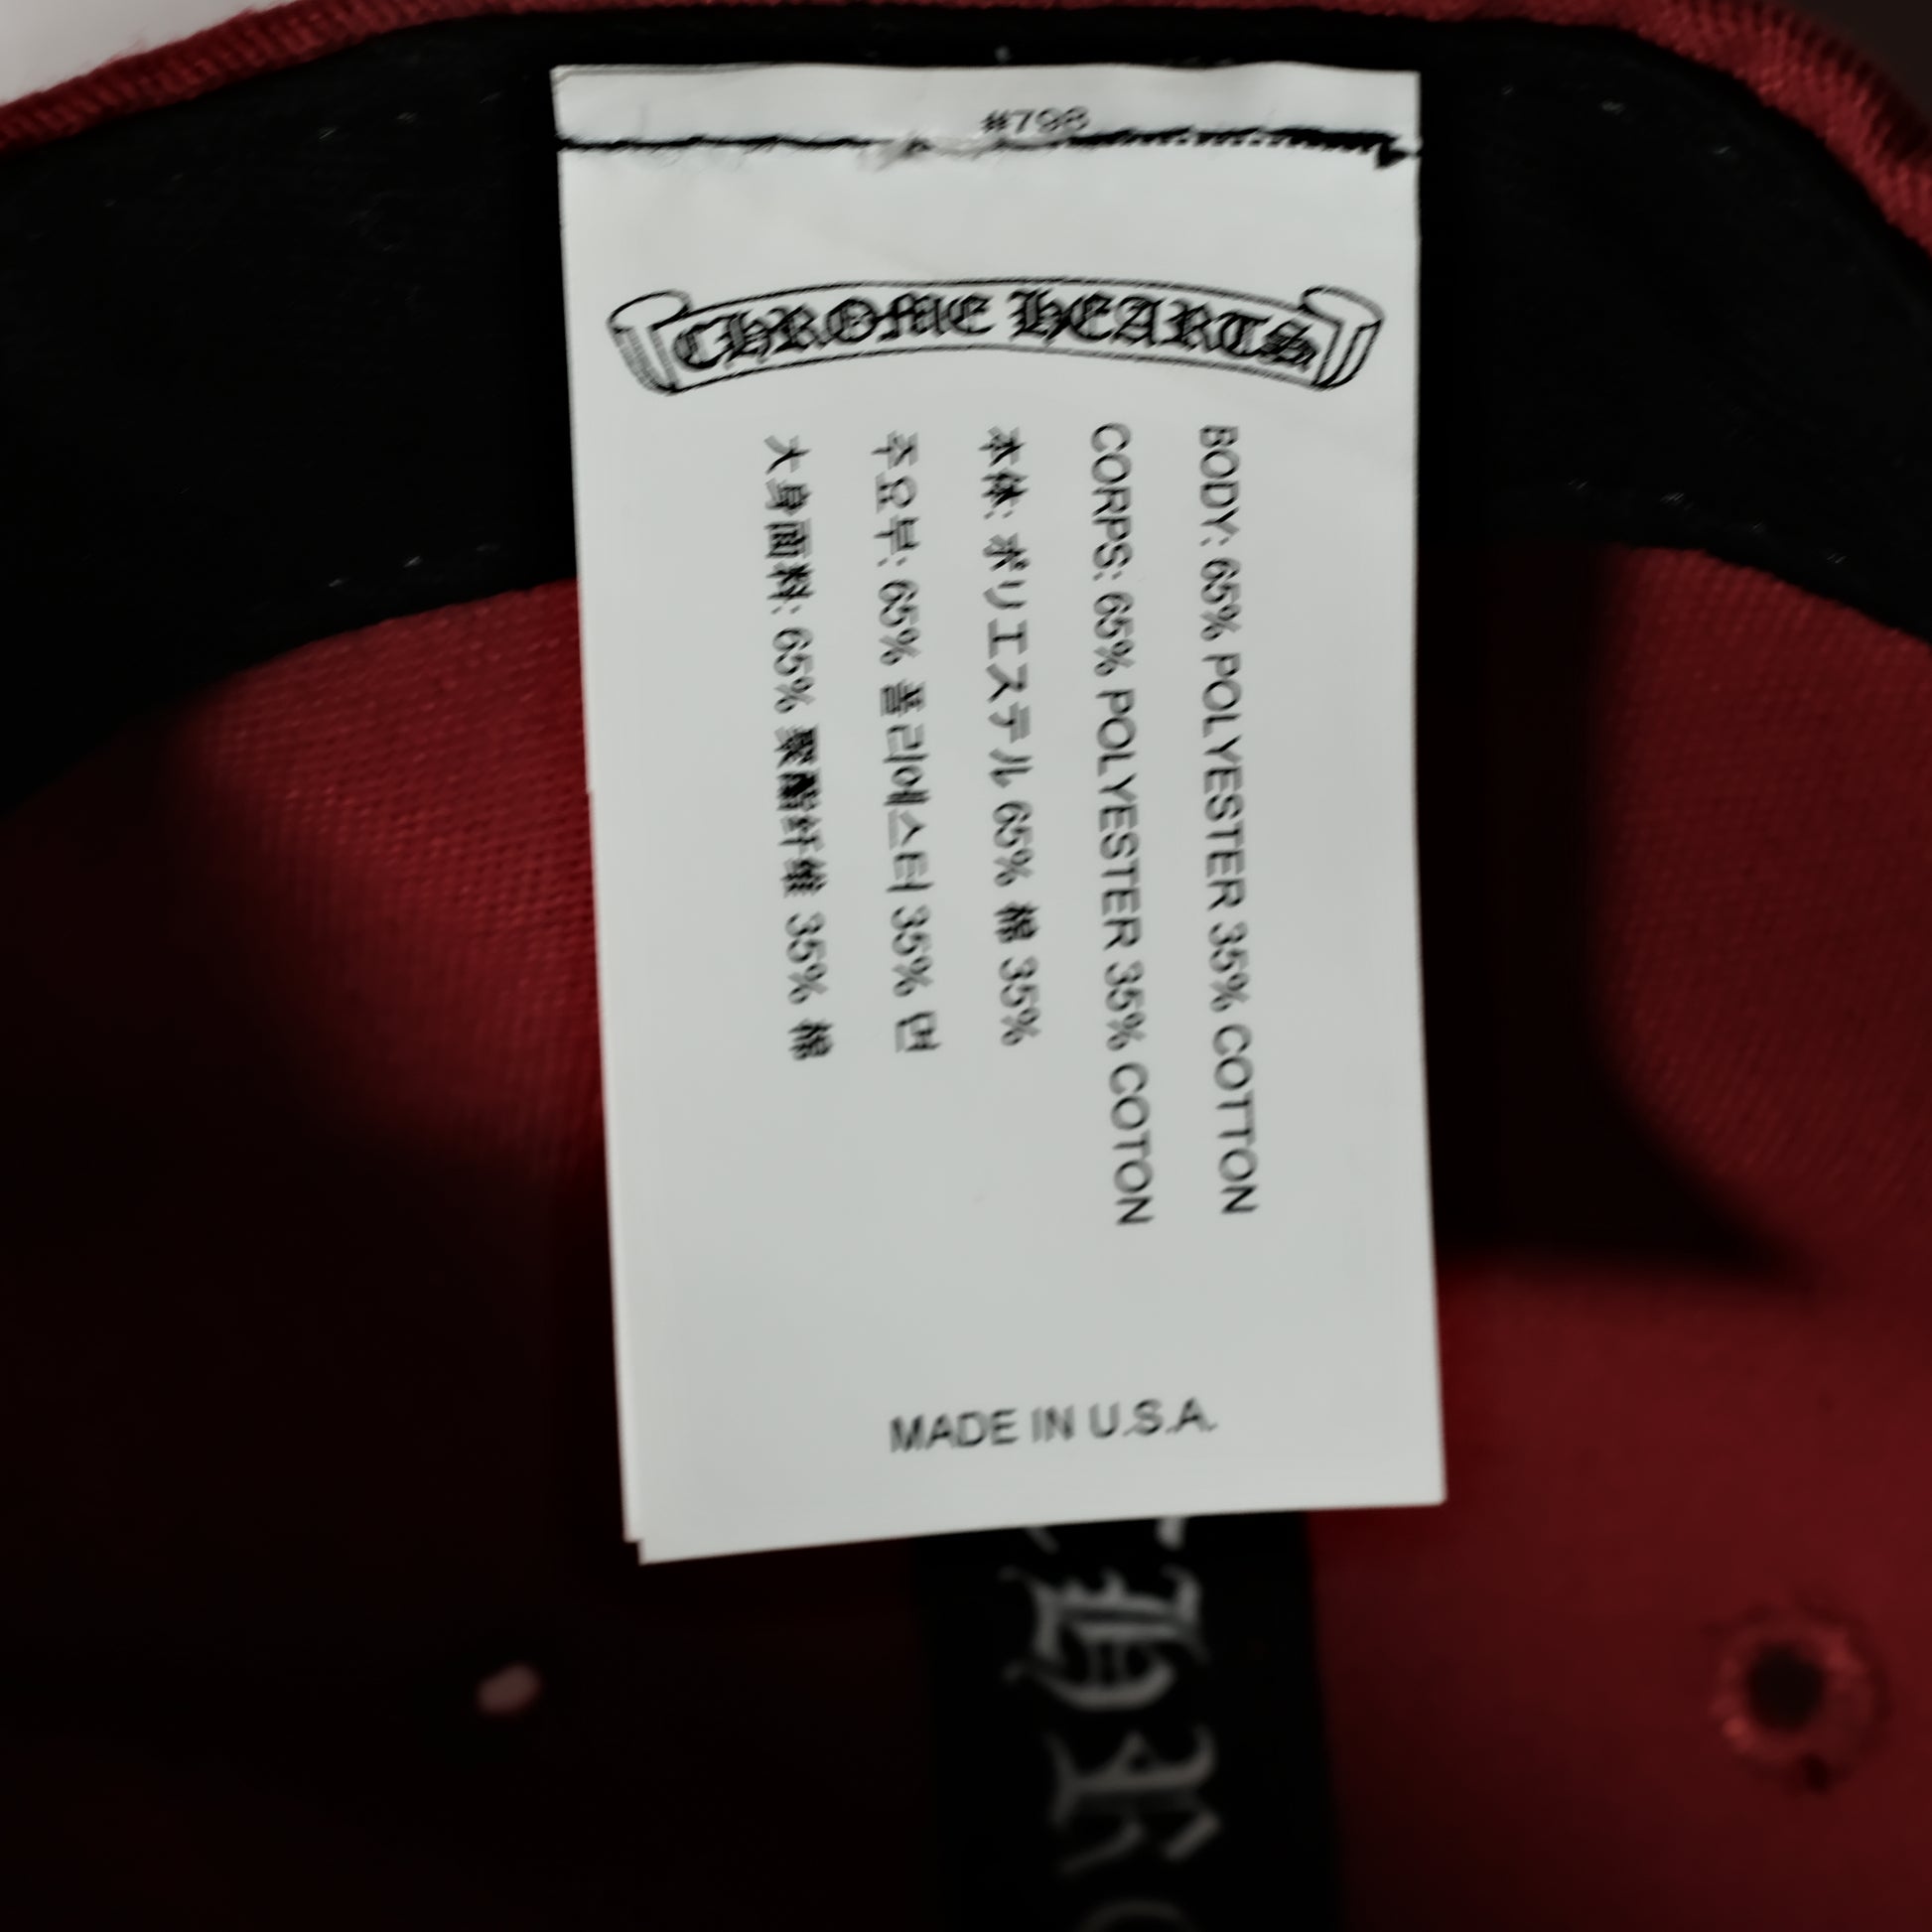 #798
CHROME HEARTS
BODY: 65% POLYESTER 35% COTTON
CORPS: 65% POLYESTER 35% COTON
本体: ポリエステル 65% 棉 35%
주요부: 65% 폴리에스터 35% 면
大身面料: 65% 聚酯纤维 35% 棉
MADE IN U.S.A.